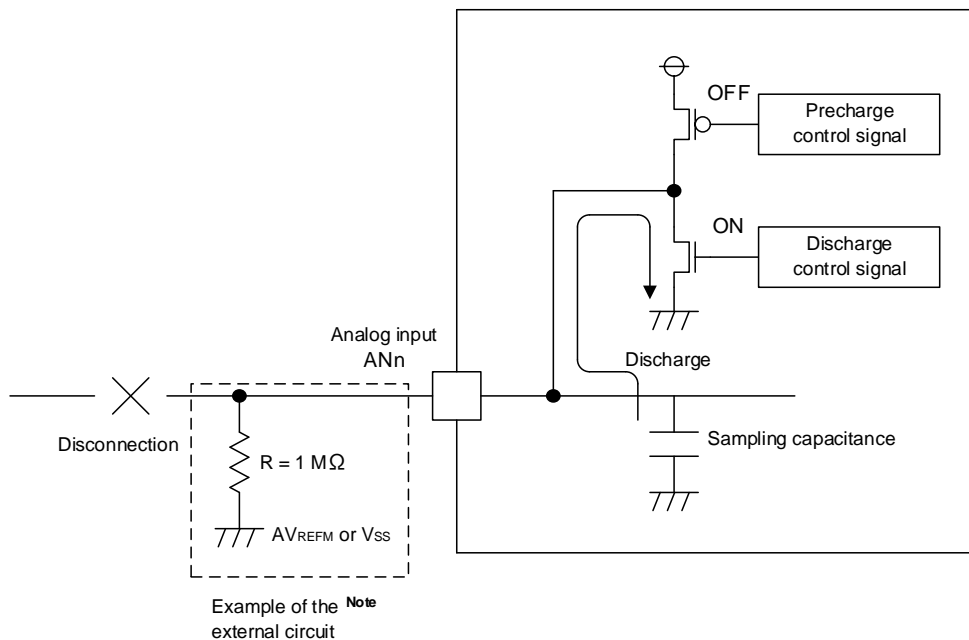 OFF
Precharge
control signal
ON
Discharge
control signal
Analog input
ANn
Discharge
Disconnection
Sampling capacitance
R = 1 MΩ
AVREFM or VSS
Example of the Note
external circuit